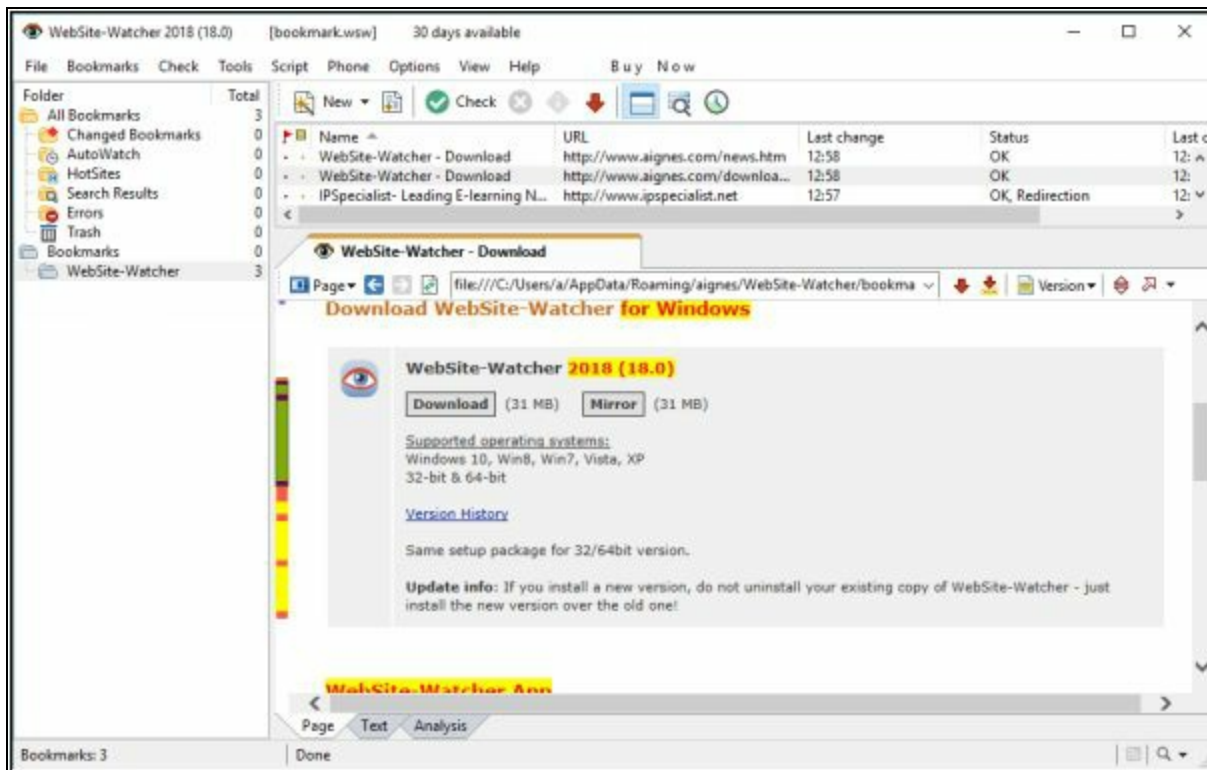 WebSite-Watcher 2018 (18.0) [bookmark.wsw] 30 days available
File Bookmarks Check Tools Script Phone Options View Help Buy Now
Folder Total
All Bookmarks 3
Changed Bookmarks 0
AutoWatch 0
HotSites 0
Search Results 0
Errors 0
Trash 0
Bookmarks 0
WebSite-Watcher 3
New Check
Name URL Last change Status Last c
WebSite-Watcher - Download http://www.aignes.com/news.htm 12:58 OK 12:
WebSite-Watcher - Download http://www.aignes.com/downloa... 12:58 OK 12:
IPSpecialist- Leading E-learning N... http://www.ipspecialist.net 12:57 OK, Redirection 12:
WebSite-Watcher - Download
Page file:///C:/Users/a/AppData/Roaming/aignes/WebSite-Watcher/bookma Version
Download WebSite-Watcher for Windows
WebSite-Watcher 2018 (18.0)
Download (31 MB) Mirror (31 MB)
Supported operating systems:
Windows 10, Win8, Win7, Vista, XP
32-bit & 64-bit
Version History
Same setup package for 32/64bit version.
Update info: If you install a new version, do not uninstall your existing copy of WebSite-Watcher - just
install the new version over the old one!
WebSite-Watcher App
Page Text Analysis
Bookmarks: 3 Done